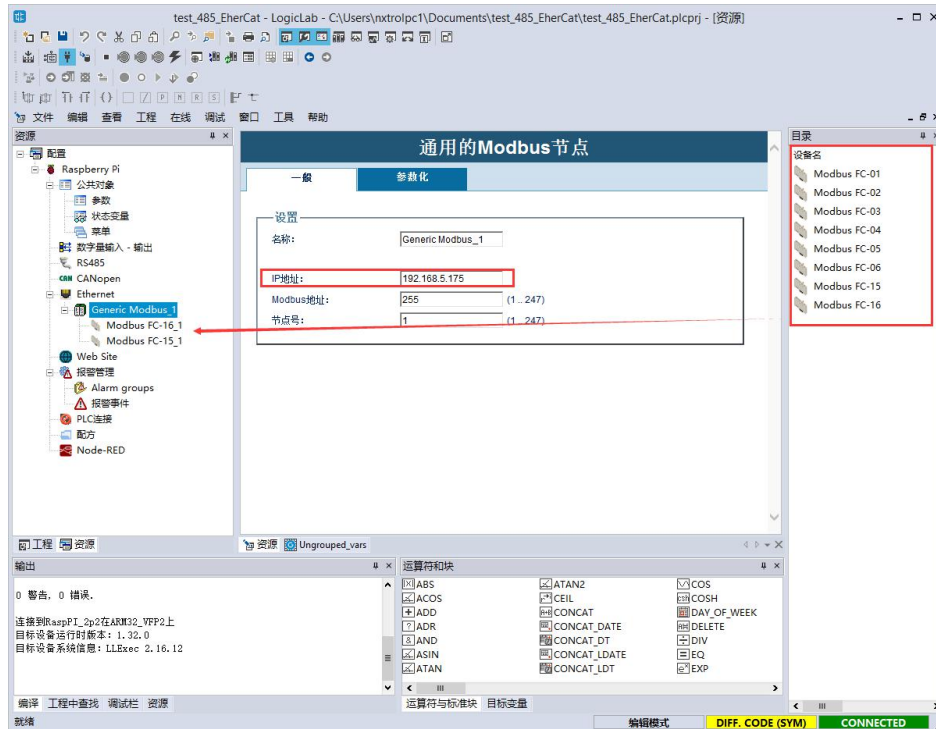 test_485_EherCat - LogicLab - C:\Users\nxtrolpc1\Documents\test_485_EherCat\test_485_EherCat.plcprj - [资源]
文件 编辑 查看 工程 在线 调试 窗口 工具 帮助
资源
配置
Raspberry Pi
公共对象
参数
状态变量
菜单
数字量输入 - 输出
RS485
CAN CANopen
Ethernet
Generic Modbus_1
Modbus FC-16_1
Modbus FC-15_1
Web Site
报警管理
Alarm groups
报警事件
PLC连接
配方
Node-RED
工程 资源
通用的Modbus节点
一般 参数化
设置
名称: Generic Modbus_1
IP地址: 192.168.5.175
Modbus地址: 255 (1 .. 247)
节点号: 1 (1 .. 247)
资源 Ungrouped_vars
目录
设备名
Modbus FC-01
Modbus FC-02
Modbus FC-03
Modbus FC-04
Modbus FC-05
Modbus FC-06
Modbus FC-15
Modbus FC-16
输出
0 警告, 0 错误.
连接到RaspPI_2p2在ARM32_VFP2上
目标设备运行时版本: 1.32.0
目标设备系统信息: LLExec 2.16.12
编译 工程中查找 调试栏 资源
运算符和块
ABS ATAN2 COS
ACOS CEIL COSH
ADD CONCAT DAY_OF_WEEK
ADR CONCAT_DATE DELETE
AND CONCAT_DT DIV
ASIN CONCAT_LDATE EQ
ATAN CONCAT_LDT EXP
运算符与标准块 目标变量
就绪 编辑模式 DIFF. CODE (SYM) CONNECTED